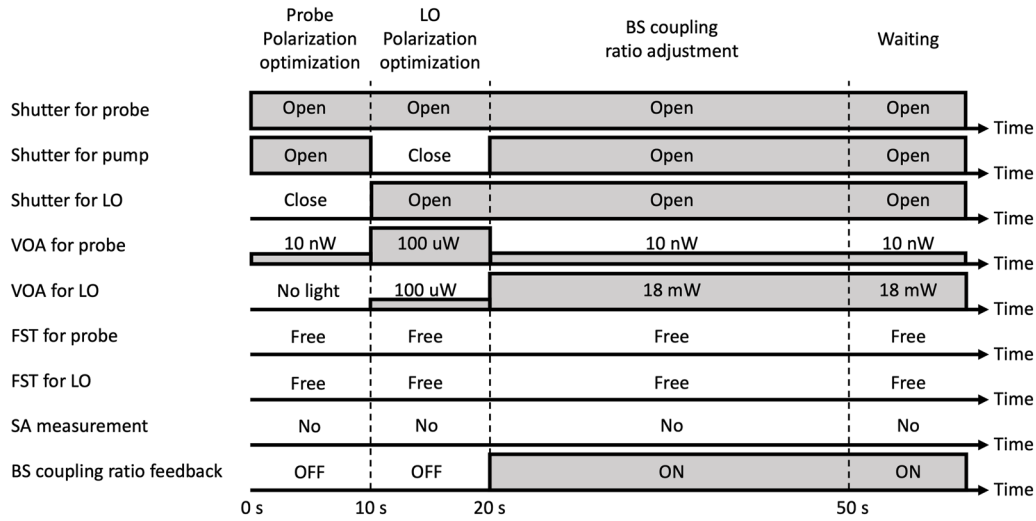 Probe
Polarization
optimization
LO
Polarization
optimization
BS coupling
ratio adjustment
Waiting
Shutter for probe Open Open Open Open Time
Shutter for pump Open Close Open Open Time
Shutter for LO Close Open Open Open Time
VOA for probe 10 nW 100 uW 10 nW 10 nW Time
VOA for LO No light 100 uW 18 mW 18 mW Time
FST for probe Free Free Free Free Time
FST for LO Free Free Free Free Time
SA measurement No No No No Time
BS coupling ratio feedback OFF OFF ON ON Time
0 s 10 s 20 s 50 s